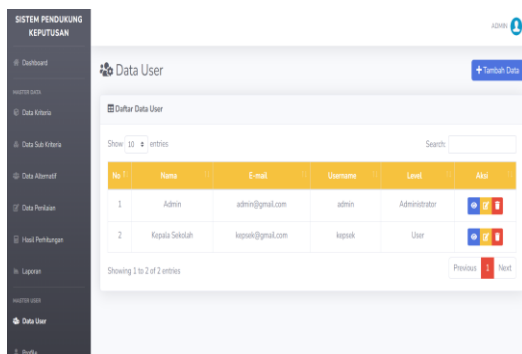 SISTEM PENDUKUNG
KEPUTUSAN
ADMIN
Dashboard
MASTER DATA
Data Kriteria
Data Sub Kriteria
Data Alternatif
Data Penilaian
Hasil Perhitungan
Laporan
MASTER USER
Data User
Profile
Data User
+ Tambah Data
Daftar Data User
Show 10 entries
Search:
No Nama E-mail Username Level Aksi
1 Admin admin@gmail.com admin Administrator
2 Kepala Sekolah kepsek@gmail.com kepsek User
Showing 1 to 2 of 2 entries
Previous 1 Next